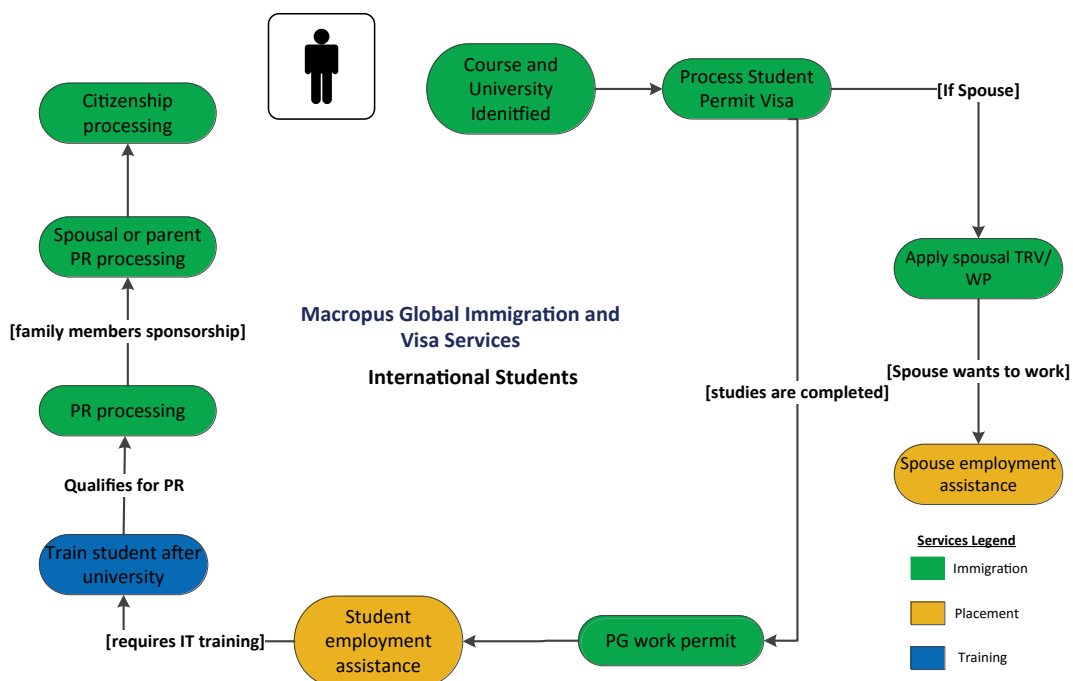 Course and
University
Idenitfied
Process Student
Permit Visa
[If Spouse]
Citizenship
processing
Spousal or parent
PR processing
Apply spousal TRV/
WP
[family members sponsorship]
Macropus Global Immigration and
Visa Services
International Students
[Spouse wants to work]
[studies are completed]
PR processing
Spouse employment
assistance
Qualifies for PR
Train student after
university
Services Legend
Immigration
Placement
Training
[requires IT training]
Student
employment
assistance
PG work permit